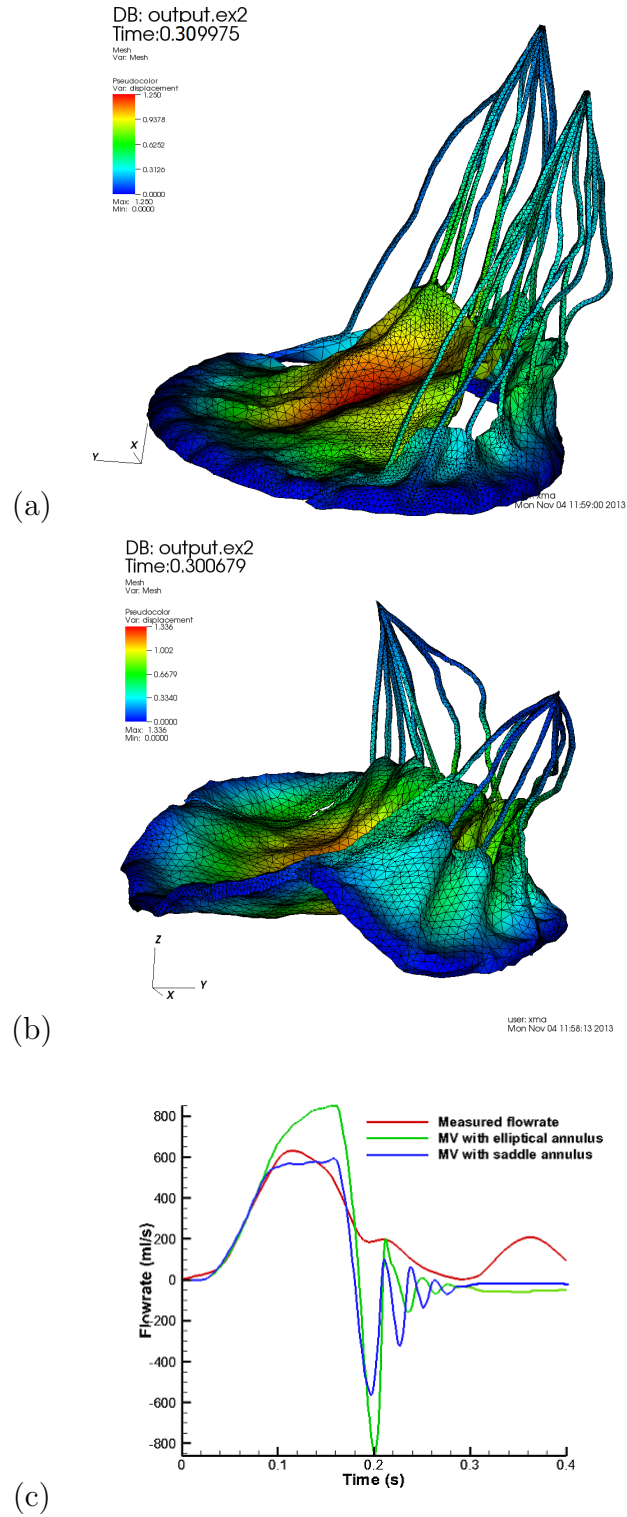 DB: output.ex2
Time:0.309975
Mesh
Var: Mesh
Pseudocolor
Var: displacement
1.250
0.9378
0.6252
0.3126
0.0000
Max: 1.250
Min: 0.0000
X
Y
xma
Mon Nov 04 11:59:00 2013
(a)
DB: output.ex2
Time:0.300679
Mesh
Var: Mesh
Pseudocolor
Var: displacement
1.336
1.002
0.6679
0.3340
0.0000
Max: 1.336
Min: 0.0000
Z
Y
X
user: xma
Mon Nov 04 11:58:13 2013
(b)
Measured flowrate
MV with elliptical annulus
MV with saddle annulus
Flowrate (ml/s)
800
600
400
200
0
-200
-400
-600
-800
0
0.1
0.2
0.3
0.4
Time (s)
(c)